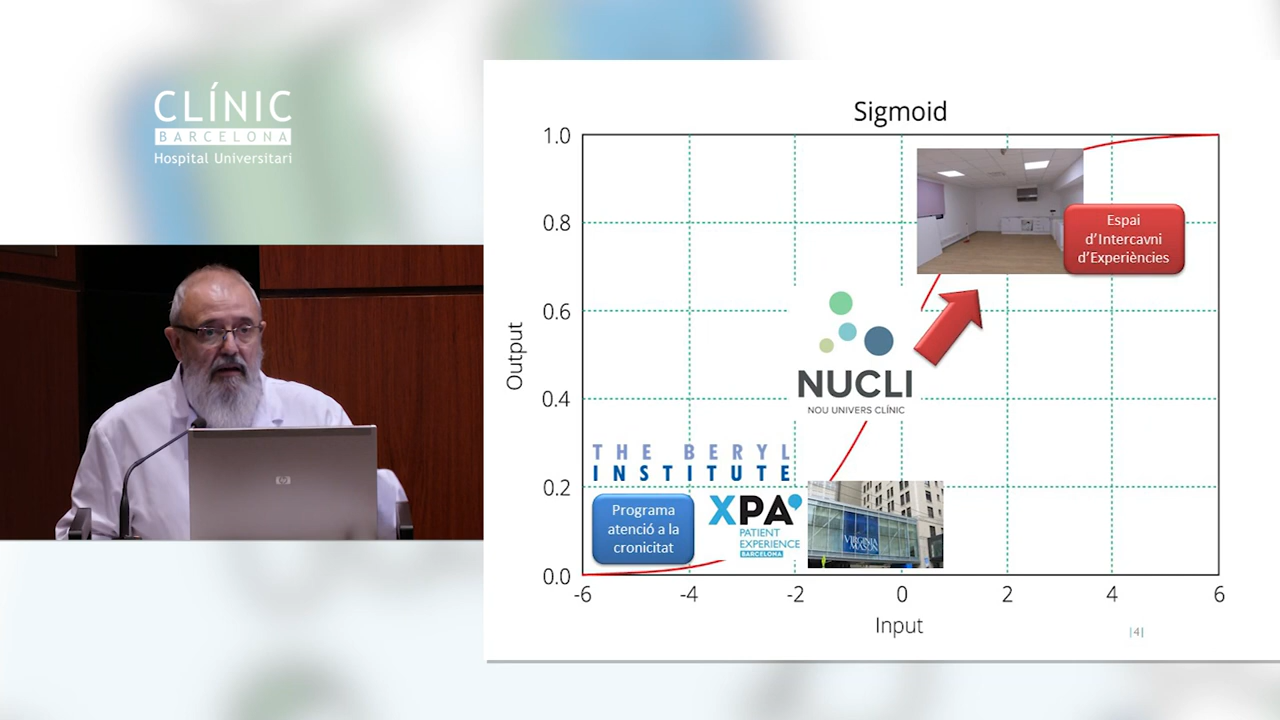 CLÍNIC
BARCELONA
Hospital Universitari
Sigmoid
1.0
0.8
0.6
0.4
0.2
0.0
Output
-6
-4
-2
0
2
4
6
Input
Espai
d'Intercavni
d'Experiències
NUCLI
NOU UNIVERS CLÍNIC
THE BERYL
INSTITUTE
Programa
atenció a la
cronicitat
XPA
PATIENT
EXPERIENCE
BARCELONA
VIRGINIA
MASON
hp
|4|